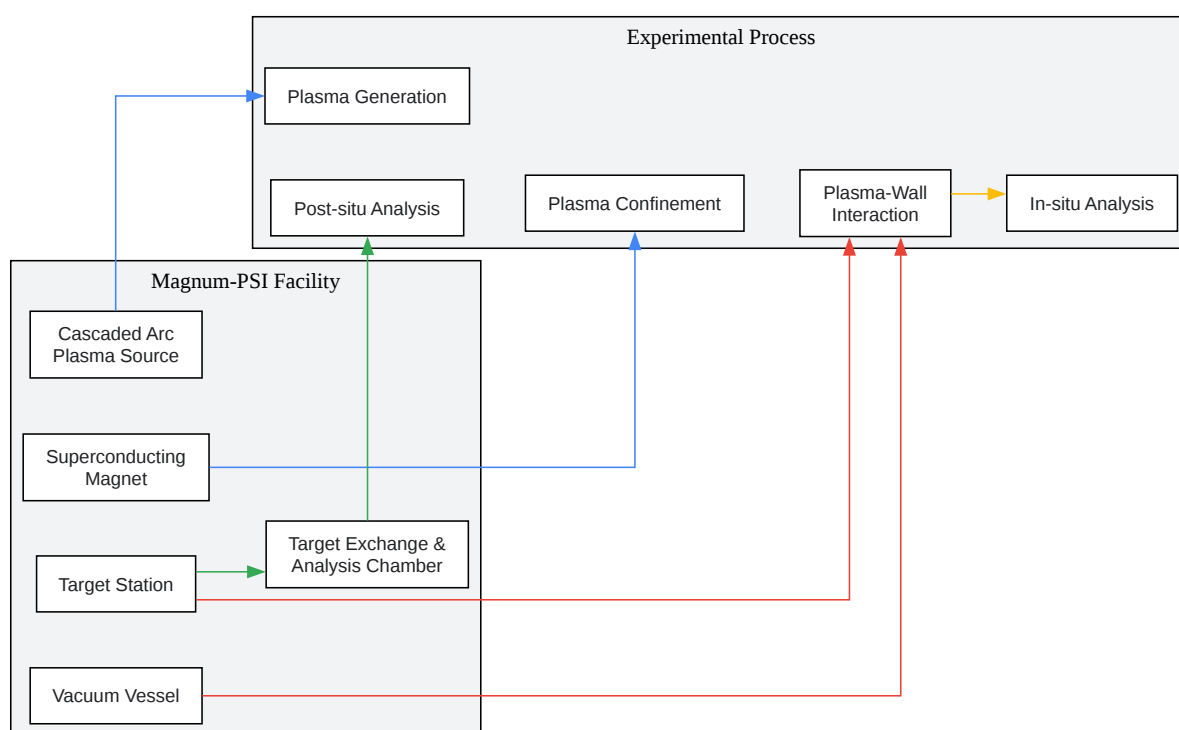 Experimental Process
Plasma Generation
Post-situ Analysis
Plasma Confinement
Plasma-Wall
Interaction
In-situ Analysis
Magnum-PSI Facility
Cascaded Arc
Plasma Source
Superconducting
Magnet
Target Exchange &
Analysis Chamber
Target Station
Vacuum Vessel